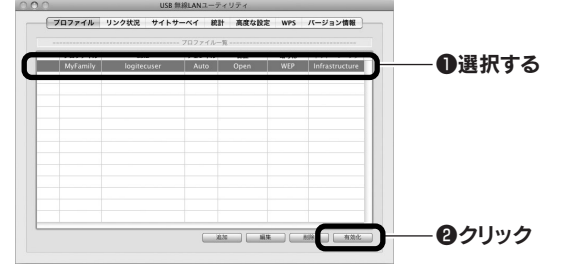 USB 無線LANユーティリティ
プロファイル リンク状況 サイトサーベイ 統計 高度な設定 WPS バージョン情報
プロファイル一覧
MyFamily logitecuser Auto Open WEP Infrastructure
❶選択する
追加 編集 有効化
❷クリック